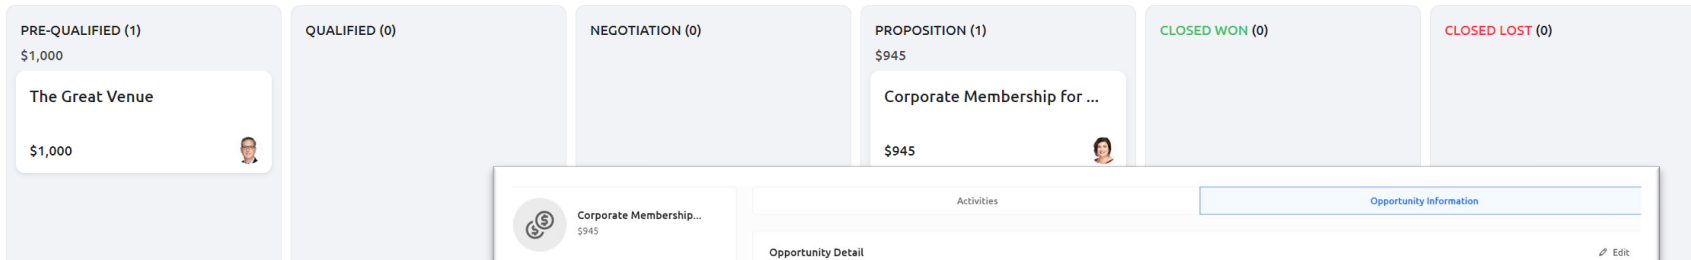 PRE-QUALIFIED (1)
$1,000
The Great Venue
$1,000
QUALIFIED (0)
NEGOTIATION (0)
PROPOSITION (1)
$945
Corporate Membership for ...
$945
CLOSED WON (0)
CLOSED LOST (0)
Corporate Membership...
$945
Activities
Opportunity Information
Opportunity Detail
Edit